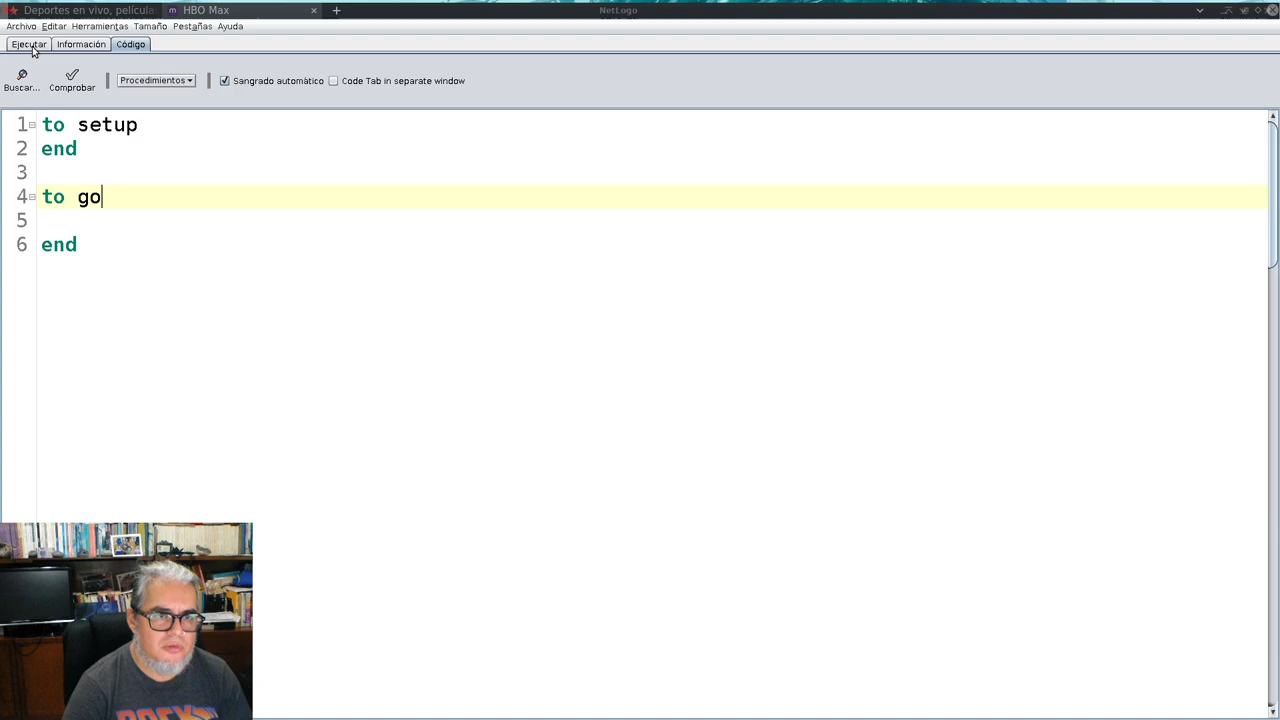 Deportes en vivo, película
HBO Max
NetLogo
Archivo Editar Herramientas Tamaño Pestañas Ayuda
Ejecutar Información Código
Buscar... Comprobar Procedimientos Sangrado automático Code Tab in separate window
1 to setup
2 end
3
4 to go
5
6 end